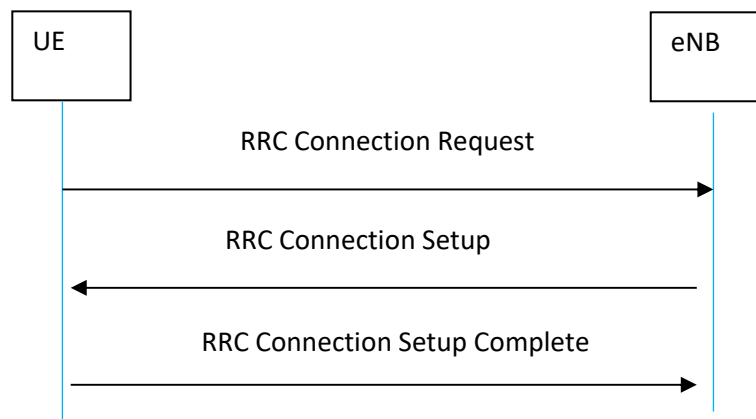 UE
eNB
RRC Connection Request
RRC Connection Setup
RRC Connection Setup Complete